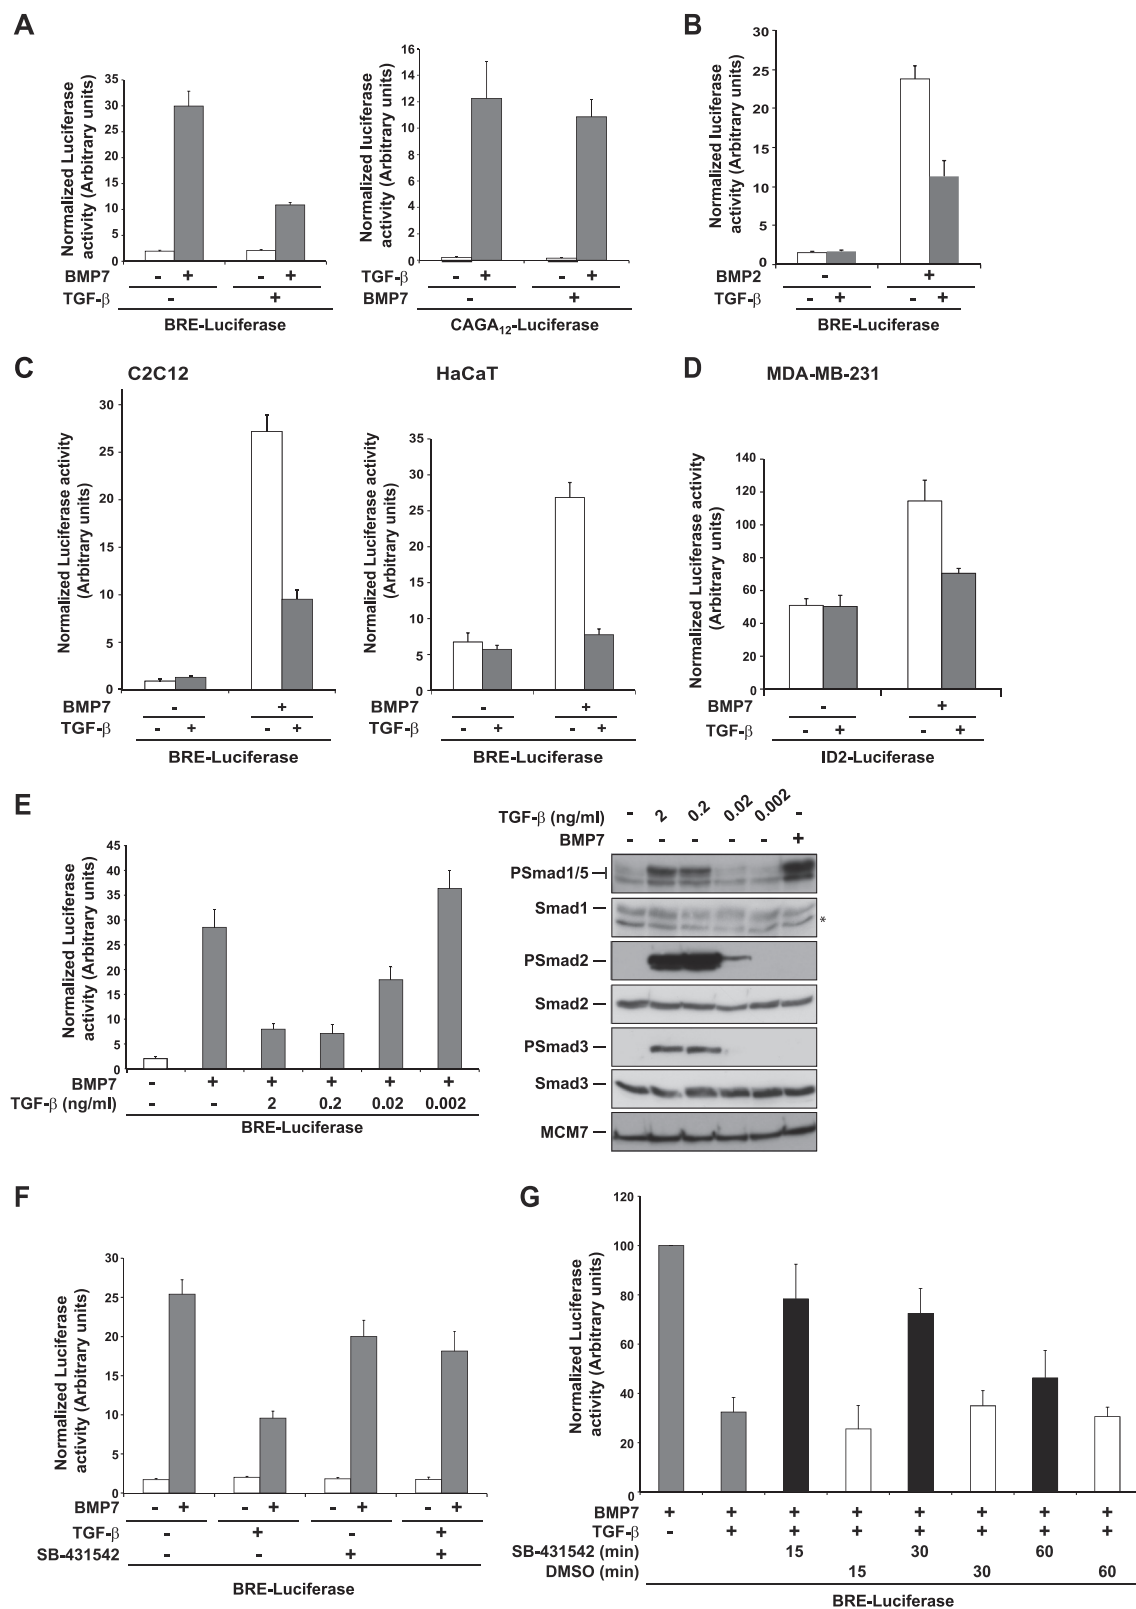 A
Normalized Luciferase
activity (Arbitrary units)
35
30
25
20
15
10
5
0
BMP7 - + - +
TGF-β - +
BRE-Luciferase
Normalized luciferase
activity (Arbitrary units)
16
14
12
10
8
6
4
2
0
TGF-β - + - +
BMP7 - +
CAGA12-Luciferase
B
Normalized luciferase
activity (Arbitrary units)
30
25
20
15
10
5
0
BMP2 - +
TGF-β - + - +
BRE-Luciferase
C
C2C12
Normalized Luciferase activity
(Arbitrary units)
30
25
20
15
10
5
0
BMP7 - +
TGF-β - + - +
BRE-Luciferase
HaCaT
Normalized Luciferase activity
(Arbitrary units)
35
30
25
20
15
10
5
0
- +
- + - +
BRE-Luciferase
D
MDA-MB-231
Normalized Luciferase activity
(Arbitrary units)
140
120
100
80
60
40
20
0
BMP7 - +
TGF-β - + - +
ID2-Luciferase
E
Normalized Luciferase
activity (Arbitrary units)
45
40
35
30
25
20
15
10
5
0
BMP7 - + + + + +
TGF-β (ng/ml) - - 2 0.2 0.02 0.002
BRE-Luciferase
TGF-β (ng/ml) - 2 0.2 0.02 0.002 -
BMP7 - - - - - +
PSmad1/5
Smad1
*
PSmad2
Smad2
PSmad3
Smad3
MCM7
F
Normalized Luciferase
activity (Arbitrary units)
30
25
20
15
10
5
0
BMP7 - + - + - + - +
TGF-β - + - +
SB-431542 - - + +
BRE-Luciferase
G
Normalized Luciferase
activity (Arbitrary units)
120
100
80
60
40
20
0
BMP7 + + + + + + + +
TGF-β - + + + + + + +
SB-431542 (min) 15 30 60
DMSO (min) 15 30 60
BRE-Luciferase